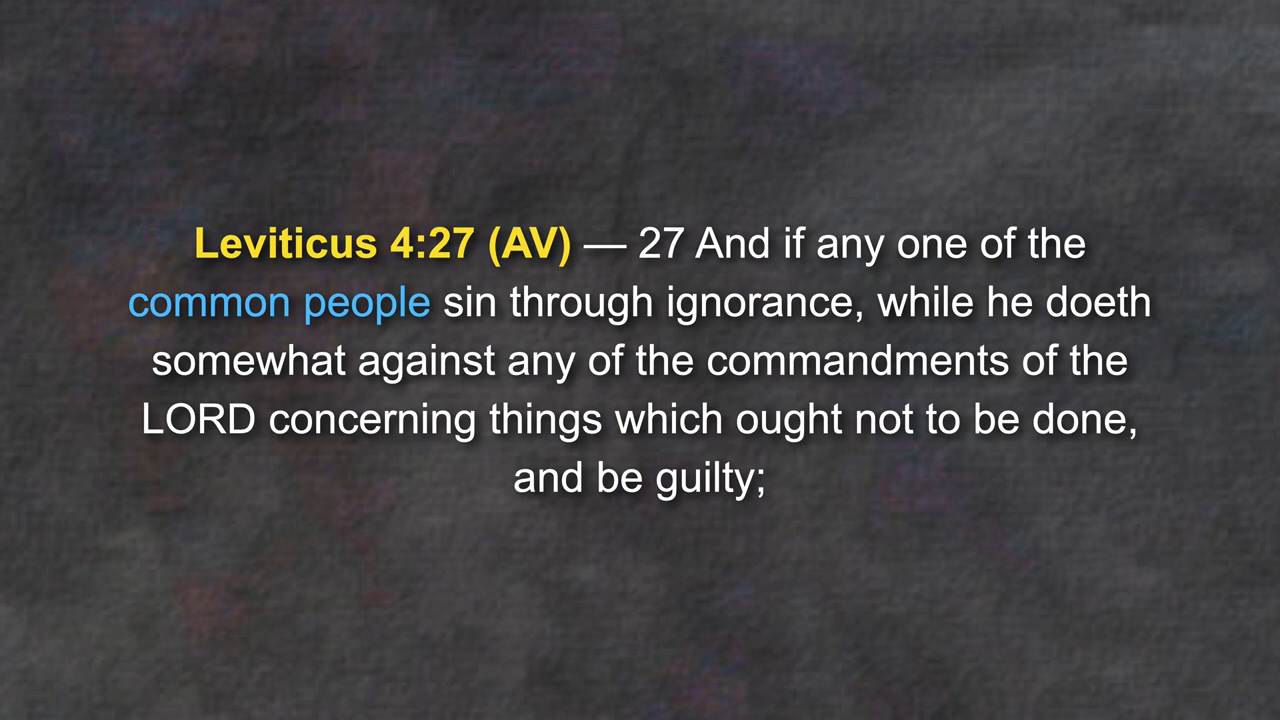 Leviticus 4:27 (AV) — 27 And if any one of the
common people sin through ignorance, while he doeth
somewhat against any of the commandments of the
LORD concerning things which ought not to be done,
and be guilty;